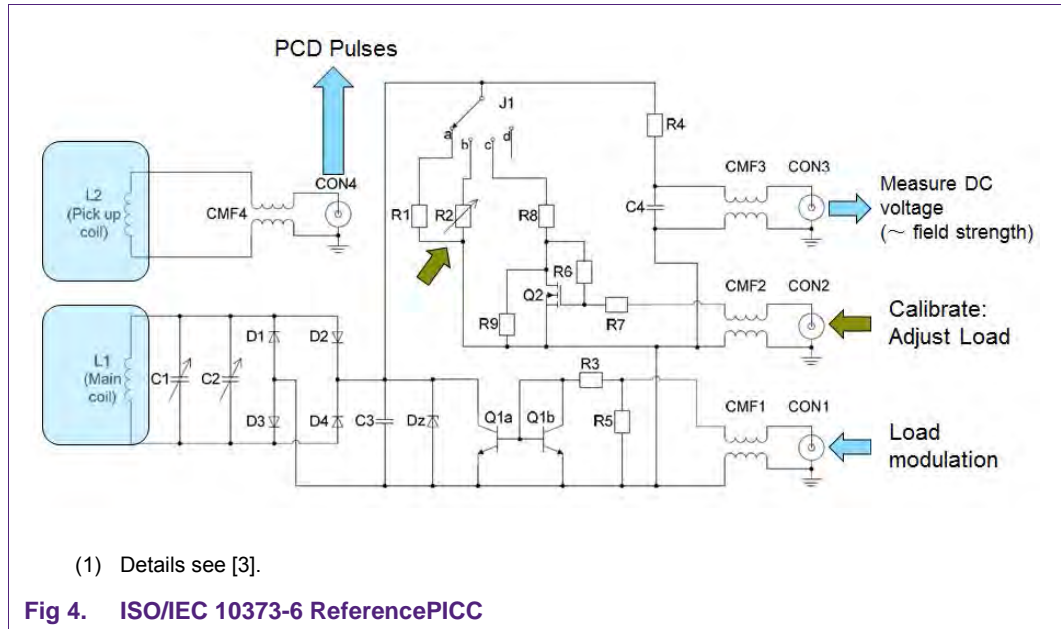 PCD Pulses
J1
a
b
c
d
R4
L2
(Pick up
coil)
CMF4
CON4
R1
R2
R8
C4
CMF3
CON3
Measure DC
voltage
(~ field strength)
R6
Q2
R9
R7
CMF2
CON2
Calibrate:
Adjust Load
L1
(Main
coil)
C1
C2
D1
D2
D3
D4
C3
Dz
Q1a
Q1b
R3
R5
CMF1
CON1
Load
modulation
(1) Details see [3].
Fig 4. ISO/IEC 10373-6 ReferencePICC